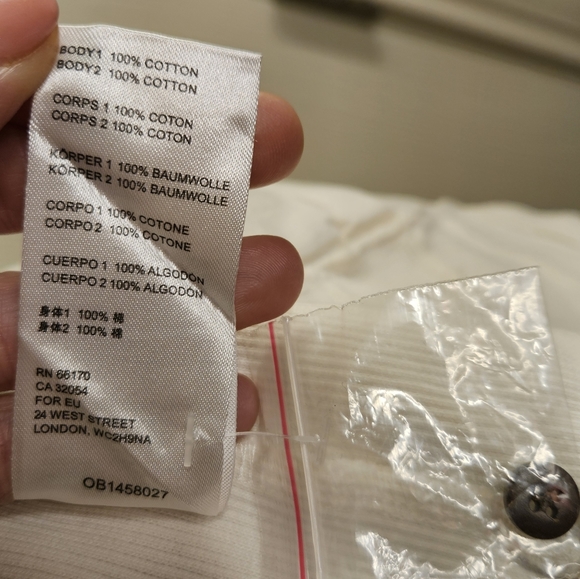 BODY1 100% COTTON
BODY2 100% COTTON
CORPS 1 100% COTON
CORPS 2 100% COTON
KÖRPER 1 100% BAUMWOLLE
KÖRPER 2 100% BAUMWOLLE
CORPO 1 100% COTONE
CORPO 2 100% COTONE
CUERPO 1 100% ALGODÓN
CUERPO 2 100% ALGODÓN
身体1 100% 棉
身体2 100% 棉
RN 66170
CA 32054
FOR EU
24 WEST STREET
LONDON, WC2H9NA
OB1458027